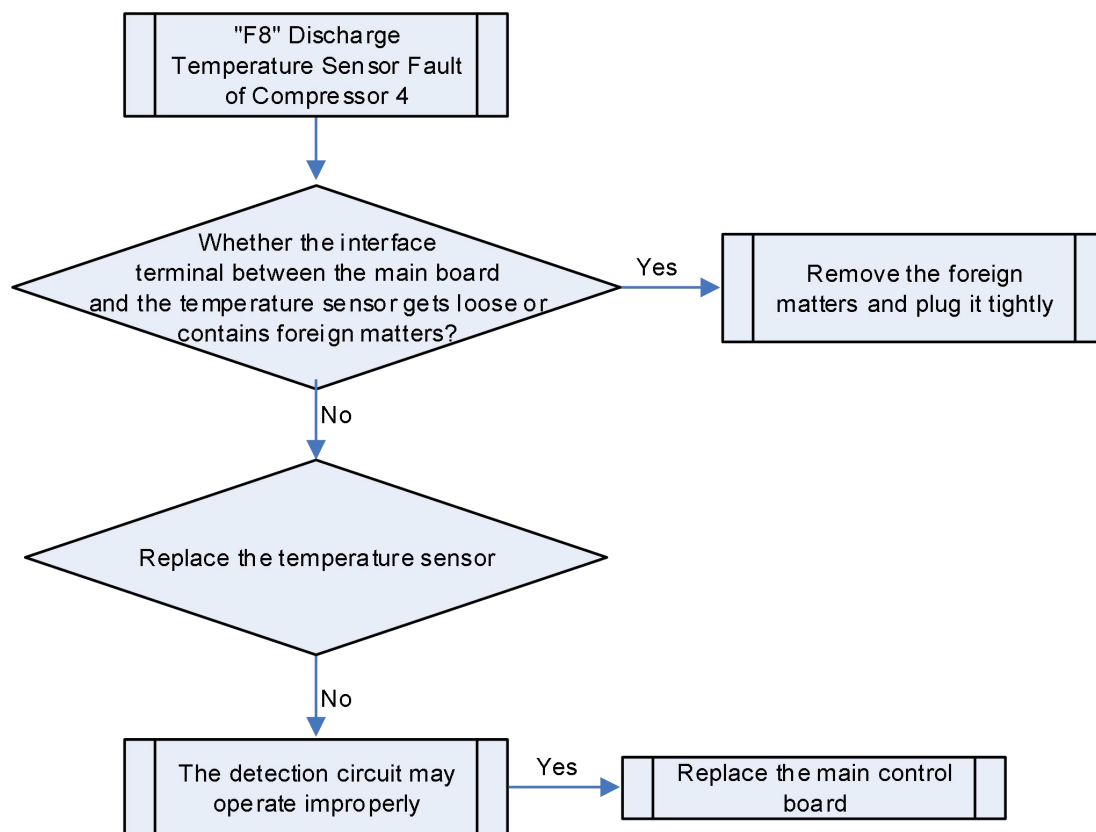 "F8" Discharge
Temperature Sensor Fault
of Compressor 4
Whether the interface
terminal between the main board
and the temperature sensor gets loose or
contains foreign matters?
Yes
Remove the foreign
matters and plug it tightly
No
Replace the temperature sensor
No
The detection circuit may
operate improperly
Yes
Replace the main control
board